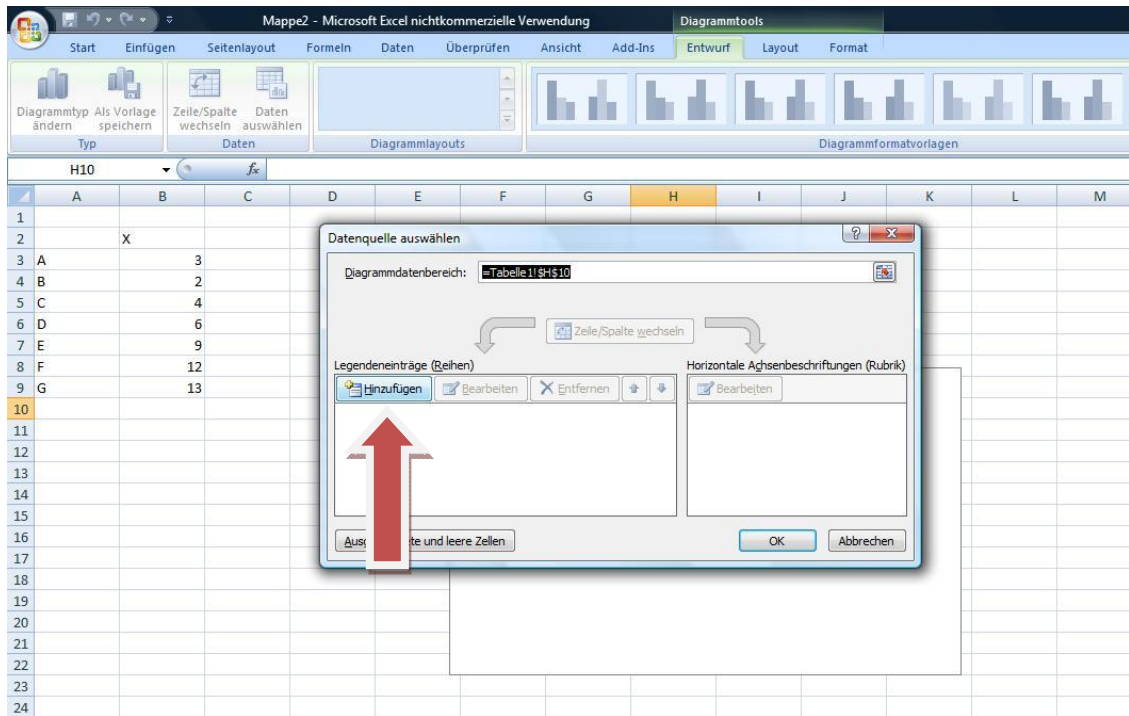 Mappe2 - Microsoft Excel nichtkommerzielle Verwendung Diagrammtools
Start Einfügen Seitenlayout Formeln Daten Überprüfen Ansicht Add-Ins Entwurf Layout Format
Diagrammtyp Als Vorlage Zeile/Spalte Daten
ändern speichern wechseln auswählen
Typ Daten Diagrammlayouts Diagrammformatvorlagen
H10 fx
A B C D E F G H I J K L M
1
2 X
3 A 3
4 B 2
5 C 4
6 D 6
7 E 9
8 F 12
9 G 13
10
11
12
13
14
15
16
17
18
19
20
21
22
23
24
Datenquelle auswählen
Diagrammdatenbereich: =Tabelle1!$H$10
Zeile/Spalte wechseln
Legendeneinträge (Reihen) Horizontale Achsenbeschriftungen (Rubrik)
Hinzufügen Bearbeiten Entfernen Bearbeiten
und leere Zellen OK Abbrechen